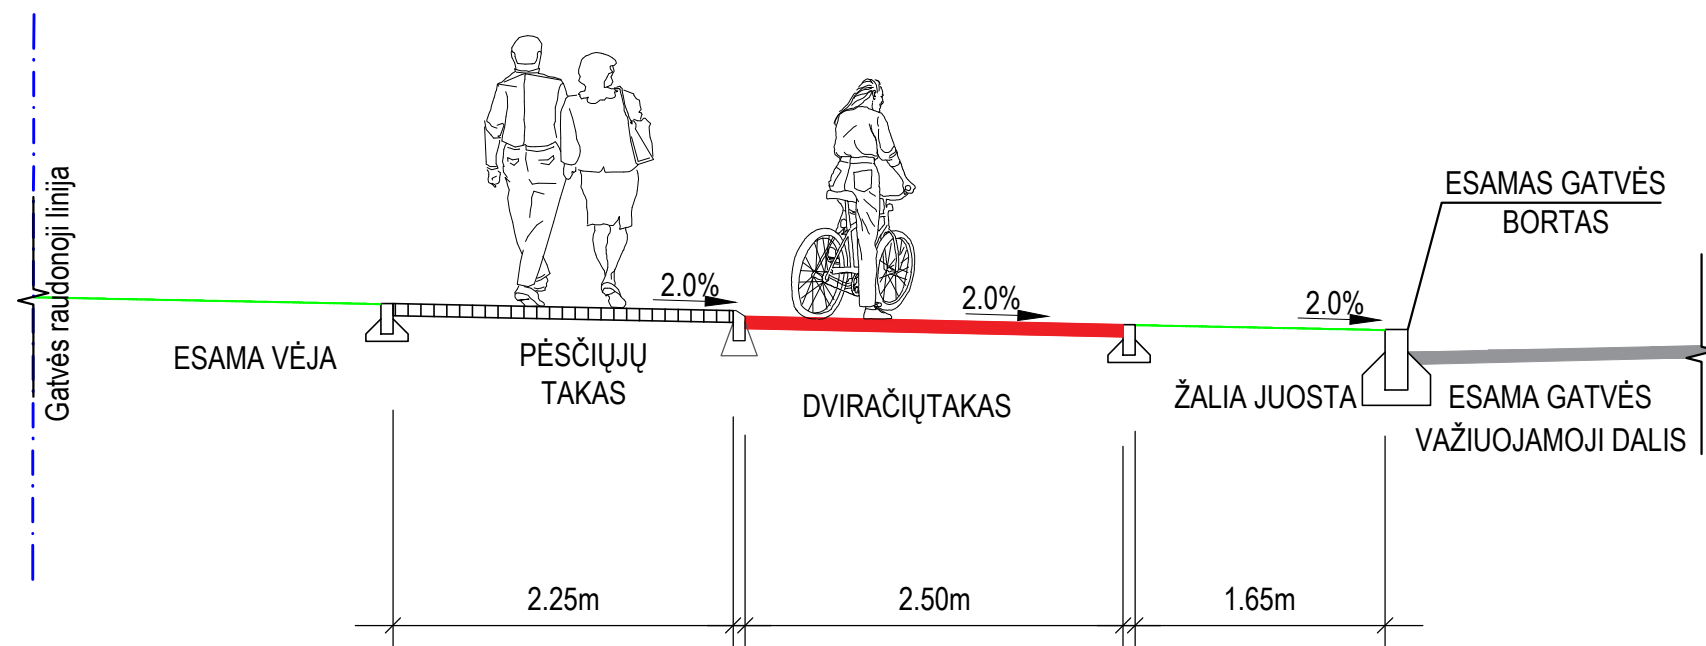 Gatvės raudonoji linija
ESAMAS GATVĖS
BORTAS
2.0%
2.0%
2.0%
ESAMA VĖJA
PĖSČIŲJŲ
TAKAS
DVIRAČIŲTAKAS
ŽALIA JUOSTA
ESAMA GATVĖS
VAŽIUOJAMOJI DALIS
2.25m
2.50m
1.65m